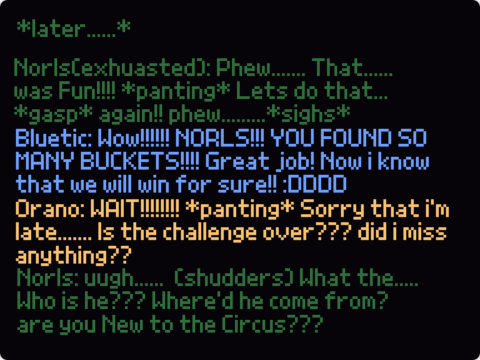 *later......*
Norls(exhuasted): Phew....... That......
was Fun!!!! *panting* Lets do that...
*gasp* again!! phew.........*sighs*
Bluetic: Wow!!!!!! NORLS!!! YOU FOUND SO
MANY BUCKETS!!!! Great job! Now i know
that we will win for sure!! :DDDD
Orano: WAIT!!!!!!!! *panting* Sorry that i'm
late....... Is the challenge over??? did i miss
anything??
Norls: uugh...... (shudders) What the.....
Who is he??? Where'd he come from?
are you New to the Circus???